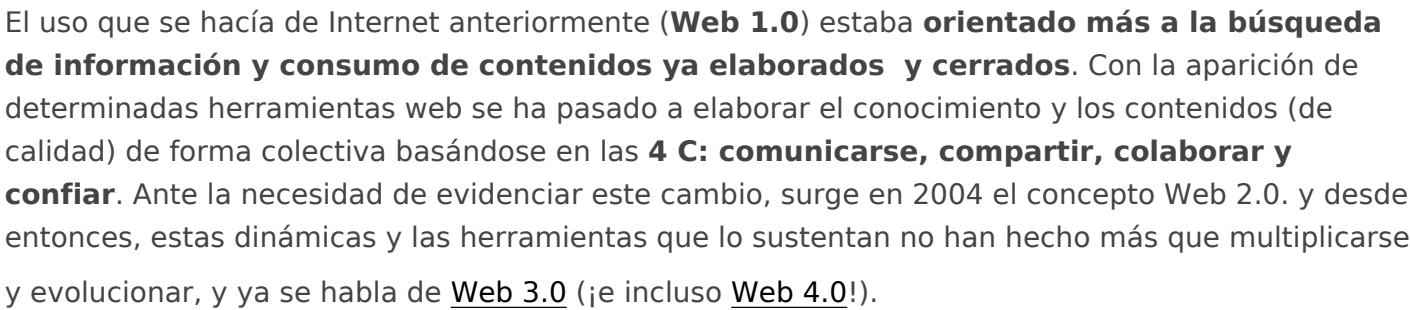 El uso que se hacía de Internet anteriormente (Web 1.0) estaba orientado más a la búsqueda
de información y consumo de contenidos ya elaborados  y cerrados. Con la aparición de
determinadas herramientas web se ha pasado a elaborar el conocimiento y los contenidos (de
calidad) de forma colectiva basándose en las 4 C: comunicarse, compartir, colaborar y
confiar. Ante la necesidad de evidenciar este cambio, surge en 2004 el concepto Web 2.0. y desde
entonces, estas dinámicas y las herramientas que lo sustentan no han hecho más que multiplicarse
y evolucionar, y ya se habla de Web 3.0 (¡e incluso Web 4.0!).